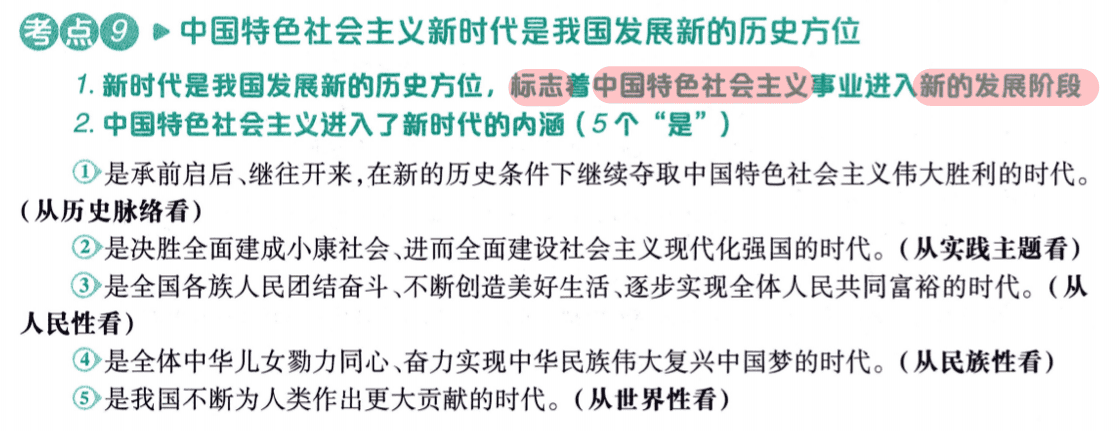 考点9 ▶ 中国特色社会主义新时代是我国发展新的历史方位
1. 新时代是我国发展新的历史方位，标志着中国特色社会主义事业进入新的发展阶段
2. 中国特色社会主义进入了新时代的内涵（5个“是”）
①是承前启后、继往开来，在新的历史条件下继续夺取中国特色社会主义伟大胜利的时代。
（从历史脉络看）
②是决胜全面建成小康社会、进而全面建设社会主义现代化强国的时代。（从实践主题看）
③是全国各族人民团结奋斗、不断创造美好生活、逐步实现全体人民共同富裕的时代。（从
人民性看）
④是全体中华儿女勠力同心、奋力实现中华民族伟大复兴中国梦的时代。（从民族性看）
⑤是我国不断为人类作出更大贡献的时代。（从世界性看）